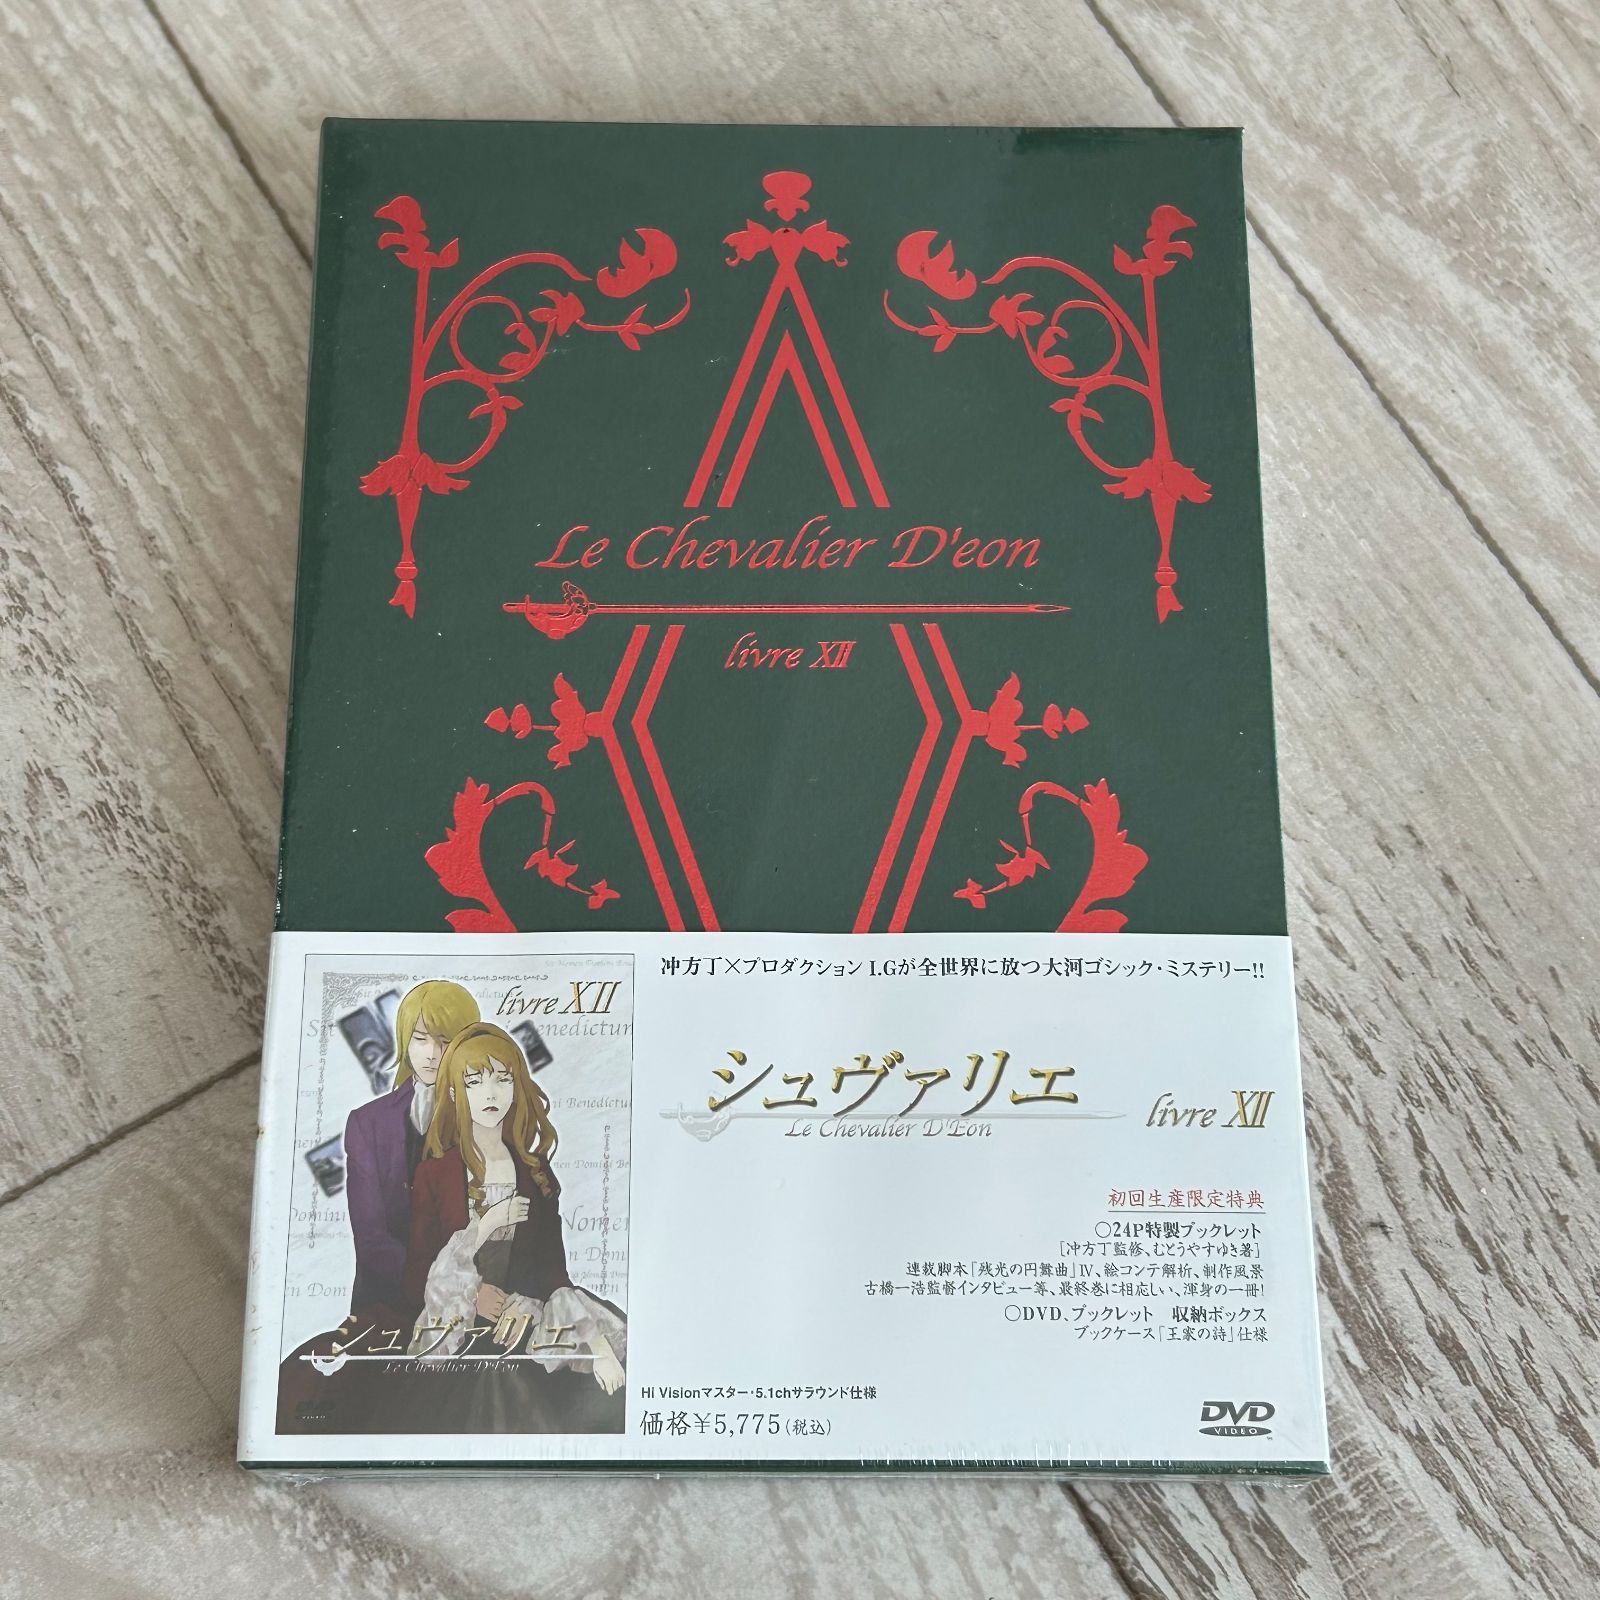 Le Chevalier D'eon
livre XII
冲方丁×プロダクション I.Gが全世界に放つ大河ゴシック・ミステリー!!
livre XII
シュヴァリエ
Le Chevalier D'Eon
livre XII
初回生産限定特典
○24P特製ブックレット
[冲方丁監修、むとうやすゆき著]
連載脚本「残光の円舞曲」Ⅳ、絵コンテ解析、制作風景
古橋一浩監督インタビュー等、最終巻に相応しい、渾身の一冊!
○DVD、ブックレット 収納ボックス
ブックケース「王家の詩」仕様
シュヴァリエ
Le Chevalier D'Eon
Hi Visionマスター・5.1chサラウンド仕様
価格¥5,775(税込)
DVD
VIDEO